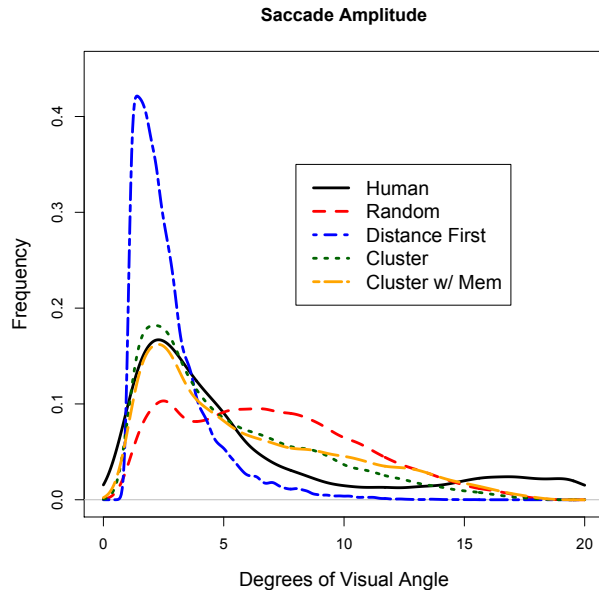 Saccade Amplitude
Frequency
0.4
0.3
0.2
0.1
0.0
Human
Random
Distance First
Cluster
Cluster w/ Mem
0 5 10 15 20
Degrees of Visual Angle